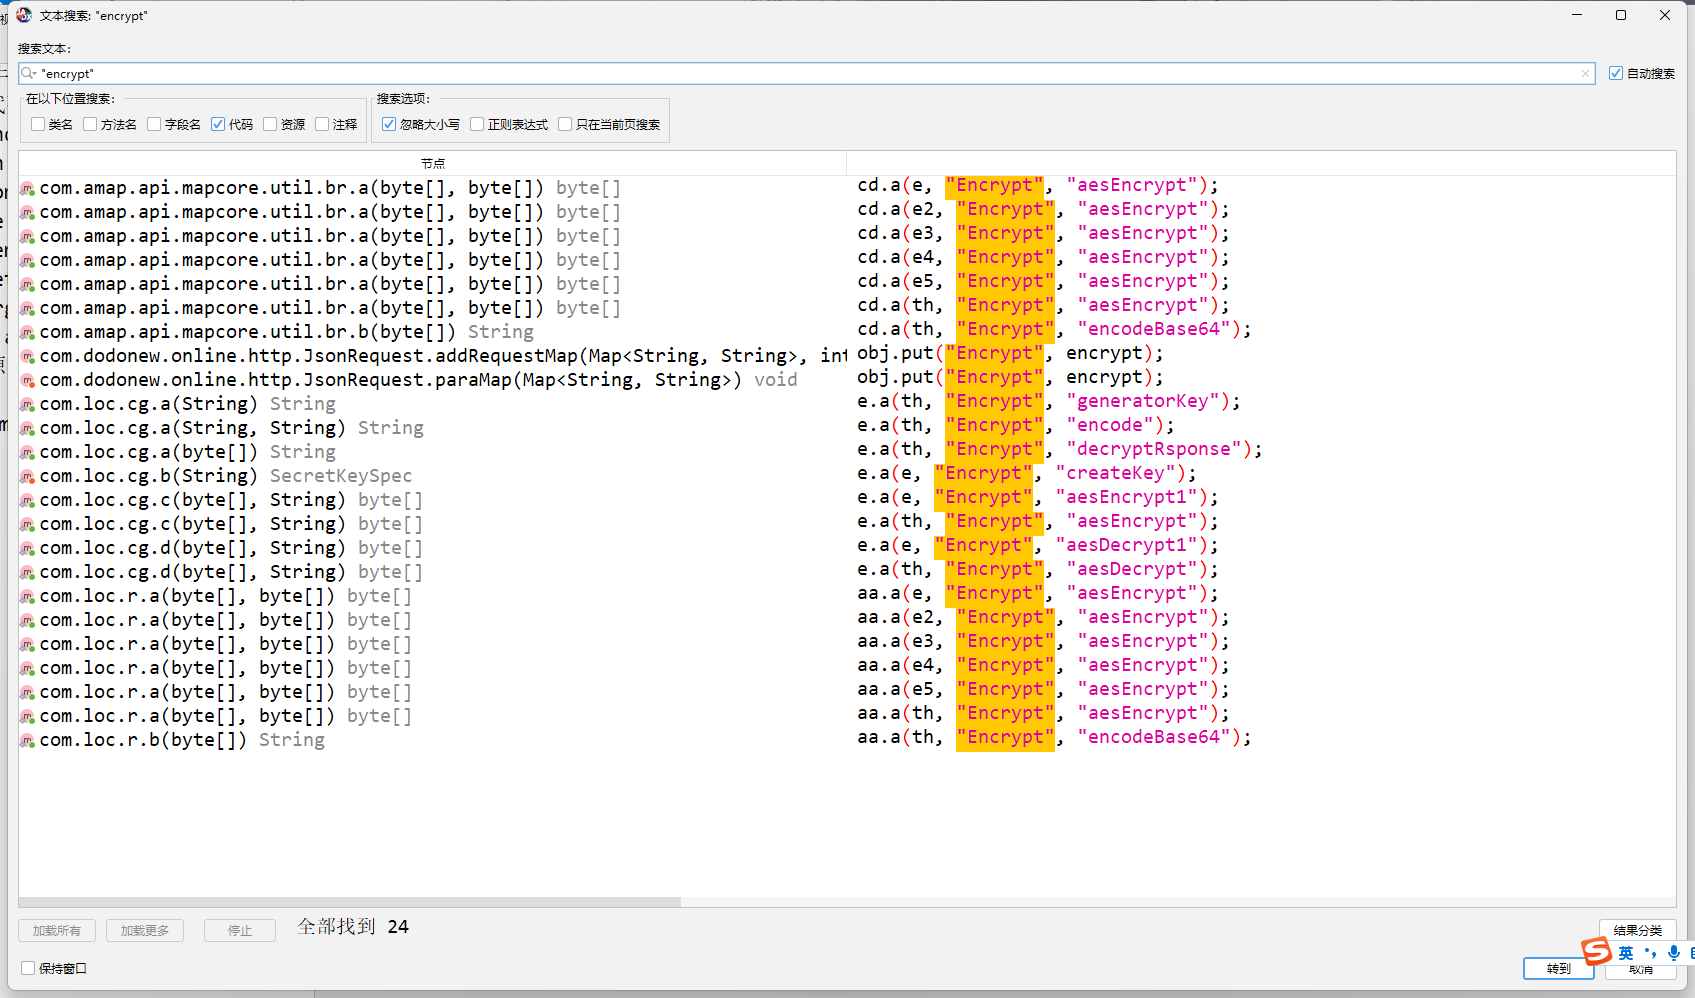 文本搜索: "encrypt"
搜索文本:
"encrypt"
自动搜索
在以下位置搜索:
搜索选项:
类名 方法名 字段名 代码 资源 注释 忽略大小写 正则表达式 只在当前页搜索
节点
com.amap.api.mapcore.util.br.a(byte[], byte[]) byte[] cd.a(e, "Encrypt", "aesEncrypt");
com.amap.api.mapcore.util.br.a(byte[], byte[]) byte[] cd.a(e2, "Encrypt", "aesEncrypt");
com.amap.api.mapcore.util.br.a(byte[], byte[]) byte[] cd.a(e3, "Encrypt", "aesEncrypt");
com.amap.api.mapcore.util.br.a(byte[], byte[]) byte[] cd.a(e4, "Encrypt", "aesEncrypt");
com.amap.api.mapcore.util.br.a(byte[], byte[]) byte[] cd.a(e5, "Encrypt", "aesEncrypt");
com.amap.api.mapcore.util.br.a(byte[], byte[]) byte[] cd.a(th, "Encrypt", "aesEncrypt");
com.amap.api.mapcore.util.br.b(byte[]) String cd.a(th, "Encrypt", "encodeBase64");
com.dodonew.online.http.JsonRequest.addRequestMap(Map<String, String>, int obj.put("Encrypt", encrypt);
com.dodonew.online.http.JsonRequest.paraMap(Map<String, String>) void obj.put("Encrypt", encrypt);
com.loc.cg.a(String) String e.a(th, "Encrypt", "generatorKey");
com.loc.cg.a(String, String) String e.a(th, "Encrypt", "encode");
com.loc.cg.a(byte[]) String e.a(th, "Encrypt", "decryptRsponse");
com.loc.cg.b(String) SecretKeySpec e.a(e, "Encrypt", "createKey");
com.loc.cg.c(byte[], String) byte[] e.a(e, "Encrypt", "aesEncrypt1");
com.loc.cg.c(byte[], String) byte[] e.a(th, "Encrypt", "aesEncrypt");
com.loc.cg.d(byte[], String) byte[] e.a(e, "Encrypt", "aesDecrypt1");
com.loc.cg.d(byte[], String) byte[] e.a(th, "Encrypt", "aesDecrypt");
com.loc.r.a(byte[], byte[]) byte[] aa.a(e, "Encrypt", "aesEncrypt");
com.loc.r.a(byte[], byte[]) byte[] aa.a(e2, "Encrypt", "aesEncrypt");
com.loc.r.a(byte[], byte[]) byte[] aa.a(e3, "Encrypt", "aesEncrypt");
com.loc.r.a(byte[], byte[]) byte[] aa.a(e4, "Encrypt", "aesEncrypt");
com.loc.r.a(byte[], byte[]) byte[] aa.a(e5, "Encrypt", "aesEncrypt");
com.loc.r.a(byte[], byte[]) byte[] aa.a(th, "Encrypt", "aesEncrypt");
com.loc.r.b(byte[]) String aa.a(th, "Encrypt", "encodeBase64");
加载所有 加载更多 停止 全部找到 24 结果分类
英
保持窗口 转到 取消